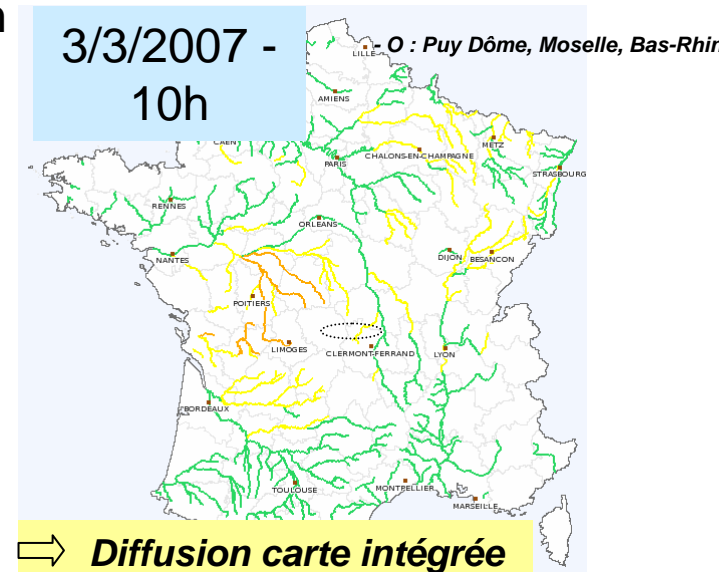 3/3/2007 -
10h
- O : Puy Dôme, Moselle, Bas-Rhin
LILLE
AMIENS
CAEN
PARIS
CHALONS-EN-CHAMPAGNE
METZ
STRASBOURG
RENNES
ORLEANS
NANTES
DIJON
BESANCON
POITIERS
LIMOGES
CLERMONT-FERRAND
LYON
BORDEAUX
TOULOUSE
MONTPELLIER
MARSEILLE
Diffusion carte intégrée